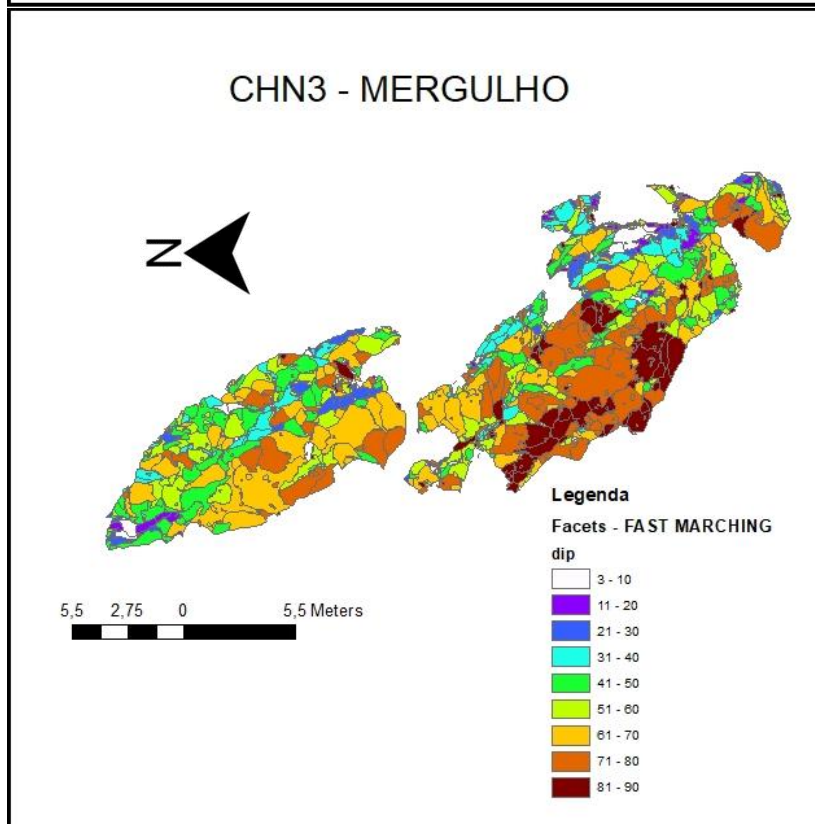 CHN3 - MERGULHO
N
5,5 2,75 0 5,5 Meters
Legenda
Facets - FAST MARCHING
dip
3 - 10
11 - 20
21 - 30
31 - 40
41 - 50
51 - 60
61 - 70
71 - 80
81 - 90